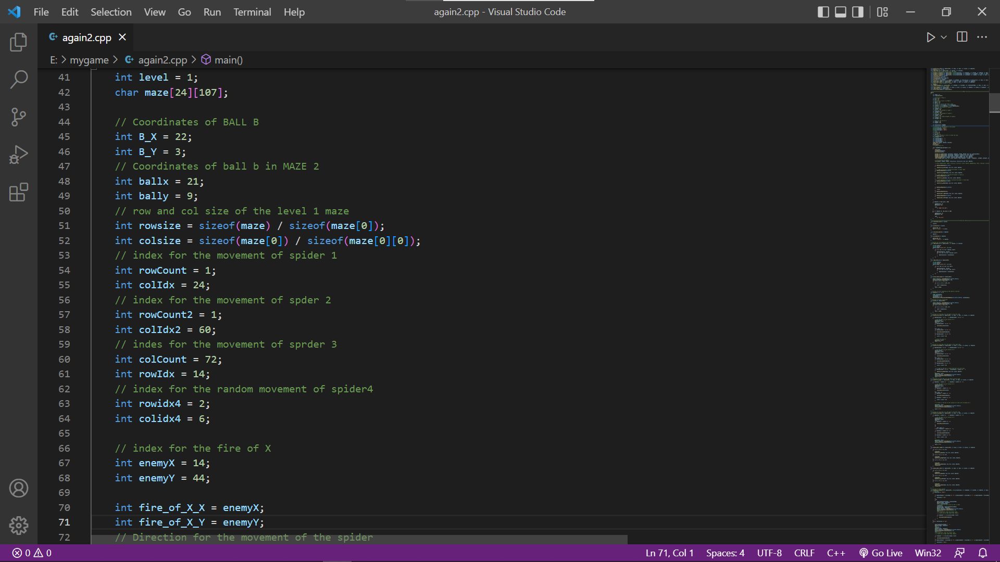 File Edit Selection View Go Run Terminal Help again2.cpp - Visual Studio Code
again2.cpp
E: > mygame > again2.cpp > main()
41 int level = 1;
42 char maze[24][107];
43
44 // Coordinates of BALL B
45 int B_X = 22;
46 int B_Y = 3;
47 // Coordinates of ball b in MAZE 2
48 int ballx = 21;
49 int bally = 9;
50 // row and col size of the level 1 maze
51 int rowsize = sizeof(maze) / sizeof(maze[0]);
52 int colsize = sizeof(maze[0]) / sizeof(maze[0][0]);
53 // index for the movement of spider 1
54 int rowCount = 1;
55 int colIdx = 24;
56 // index for the movement of spder 2
57 int rowCount2 = 1;
58 int colIdx2 = 60;
59 // indes for the movement of sprder 3
60 int colCount = 72;
61 int rowIdx = 14;
62 // index for the random movement of spider4
63 int rowidx4 = 2;
64 int colidx4 = 6;
65
66 // index for the fire of X
67 int enemyX = 14;
68 int enemyY = 44;
69
70 int fire_of_X_X = enemyX;
71 int fire_of_X_Y = enemyY;
72 // Direction for the movement of the spider
0 0 Ln 71, Col 1 Spaces: 4 UTF-8 CRLF C++ Go Live Win32